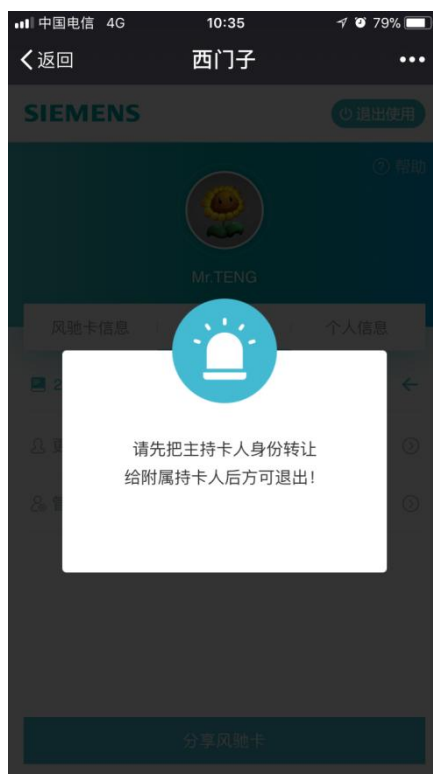 中国电信 4G 10:35 79%
返回 西门子
SIEMENS 退出使用
帮助
Mr.TENG
风驰卡信息 个人信息
2
请先把主持卡人身份转让
给附属持卡人后方可退出!
分享风驰卡